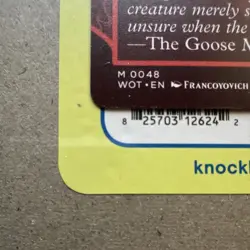 creature merely s
unsure when the
—The Goose M
M 0048
WOT • EN FRANCOYOVICH
8 25703 12624 2
knockl